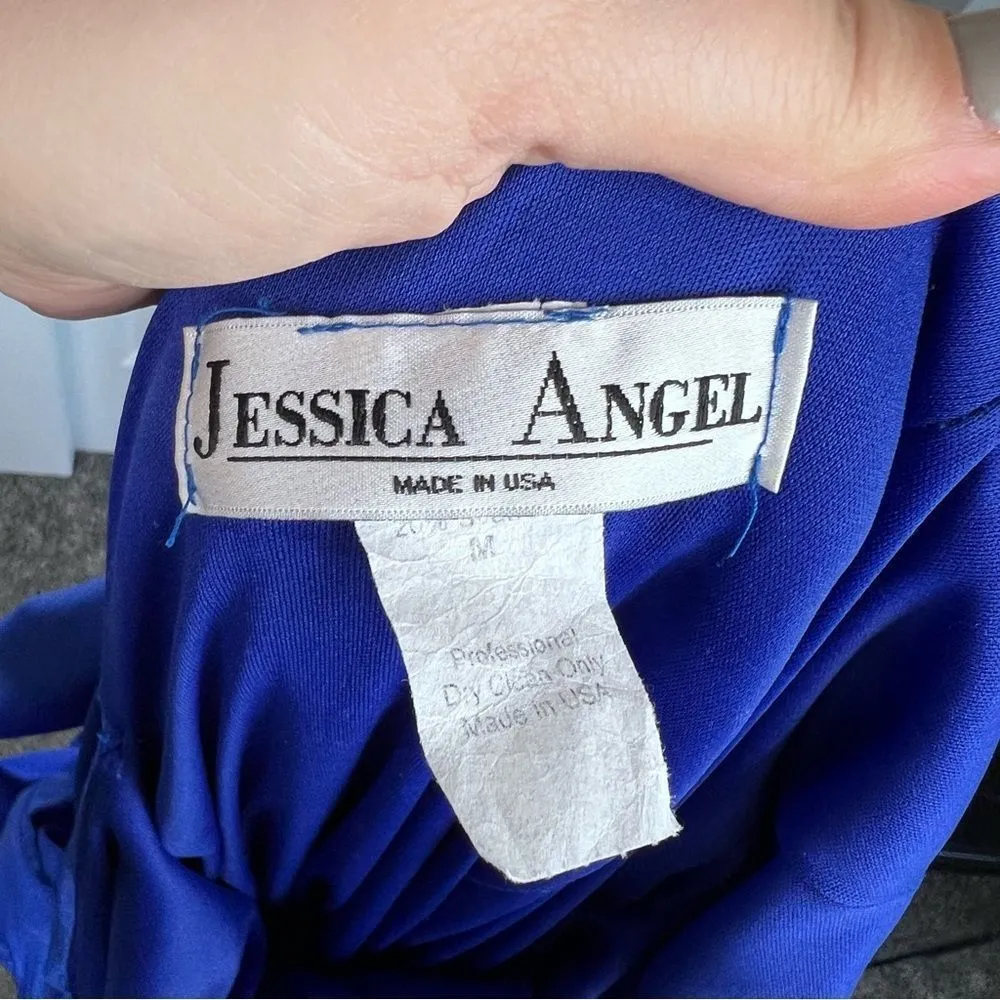 JESSICA ANGEL
MADE IN USA
M
Professional
Dry Clean Only
Made in USA